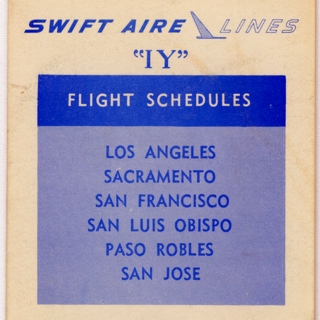 SWIFT AIRE LINES
"IY"
FLIGHT SCHEDULES
LOS ANGELES
SACRAMENTO
SAN FRANCISCO
SAN LUIS OBISPO
PASO ROBLES
SAN JOSE